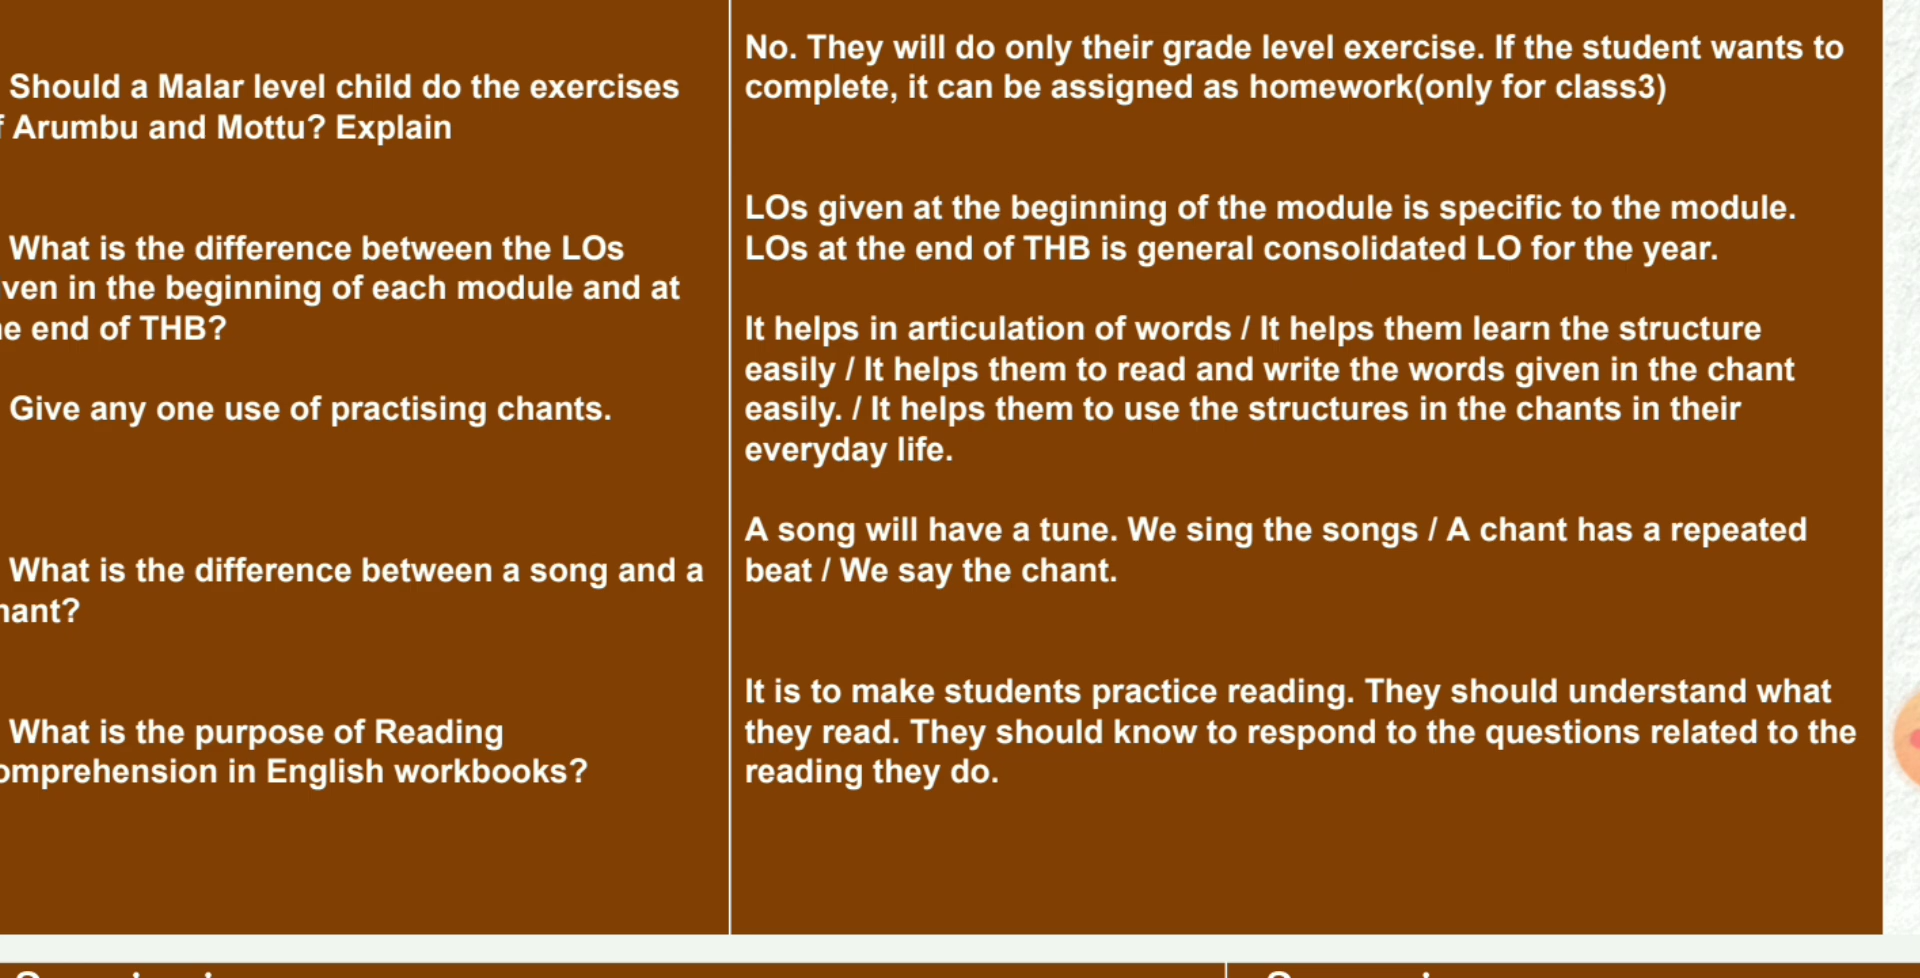 Should a Malar level child do the exercises
f Arumbu and Mottu? Explain
No. They will do only their grade level exercise. If the student wants to
complete, it can be assigned as homework(only for class3)
What is the difference between the LOs
ven in the beginning of each module and at
e end of THB?
LOs given at the beginning of the module is specific to the module.
LOs at the end of THB is general consolidated LO for the year.
Give any one use of practising chants.
It helps in articulation of words / It helps them learn the structure
easily / It helps them to read and write the words given in the chant
easily. / It helps them to use the structures in the chants in their
everyday life.
What is the difference between a song and a
hant?
A song will have a tune. We sing the songs / A chant has a repeated
beat / We say the chant.
What is the purpose of Reading
omprehension in English workbooks?
It is to make students practice reading. They should understand what
they read. They should know to respond to the questions related to the
reading they do.